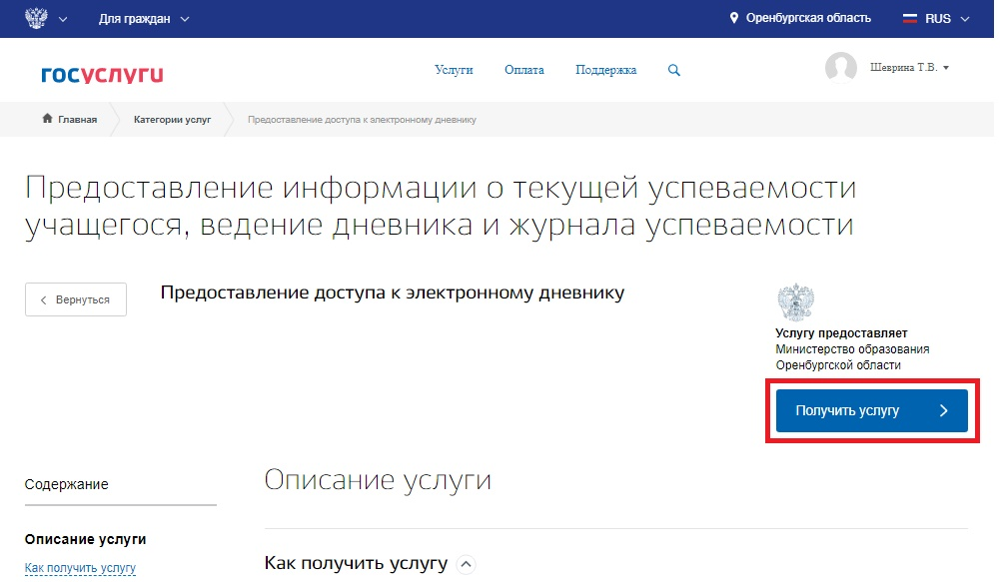 Для граждан
Оренбургская область
RUS
госуслуги
Услуги
Оплата
Поддержка
Шеврина Т.В.
Главная
Категории услуг
Предоставление доступа к электронному дневнику
Предоставление информации о текущей успеваемости
учащегося, ведение дневника и журнала успеваемости
Вернуться
Предоставление доступа к электронному дневнику
Услугу предоставляет
Министерство образования
Оренбургской области
Получить услугу
Содержание
Описание услуги
Как получить услугу
Описание услуги
Как получить услугу